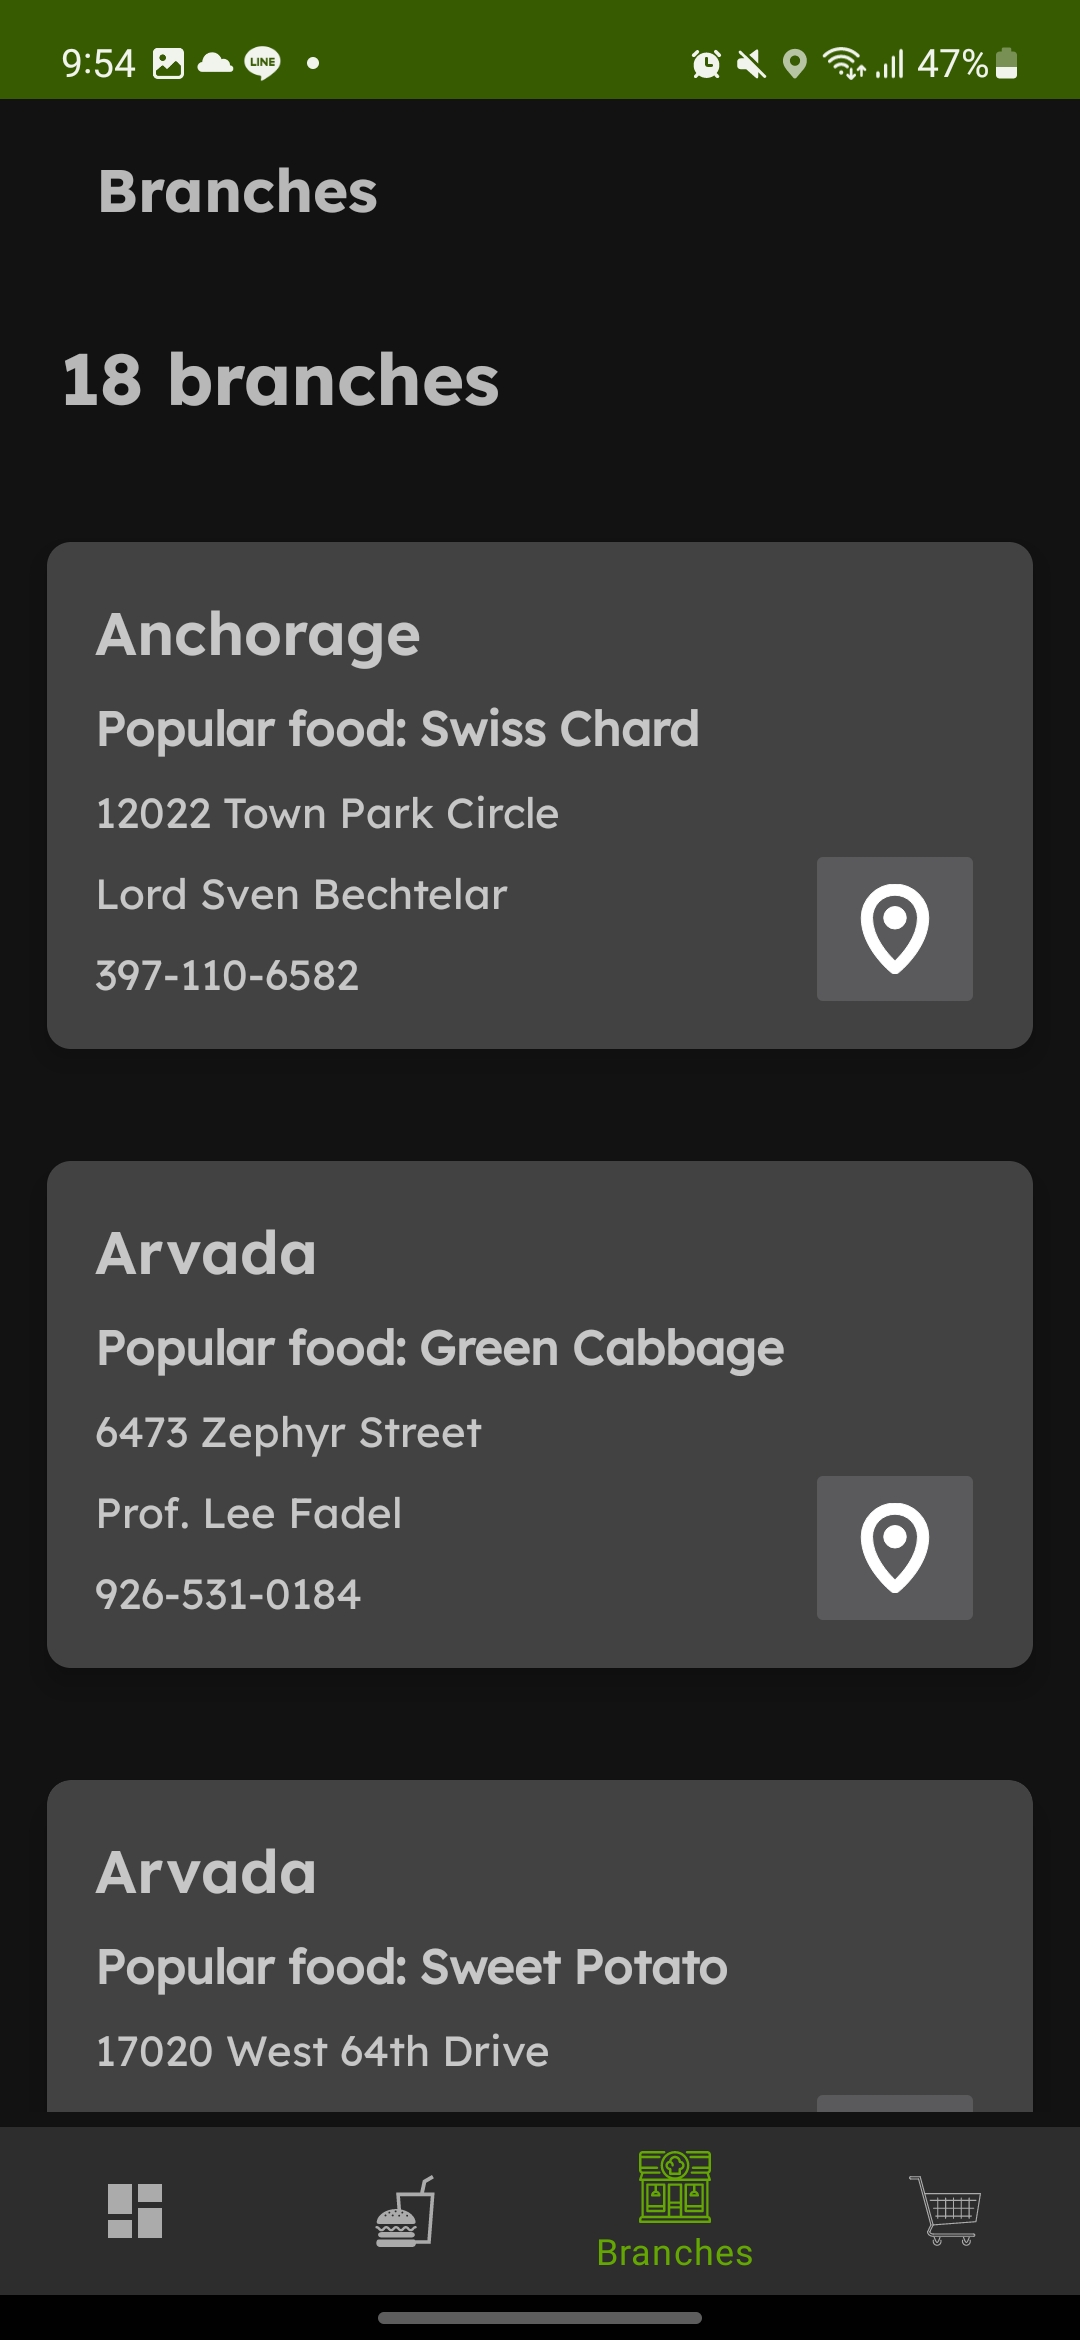 9:54 LINE 47%
Branches
18 branches
Anchorage
Popular food: Swiss Chard
12022 Town Park Circle
Lord Sven Bechtelar
397-110-6582
Arvada
Popular food: Green Cabbage
6473 Zephyr Street
Prof. Lee Fadel
926-531-0184
Arvada
Popular food: Sweet Potato
17020 West 64th Drive
Branches